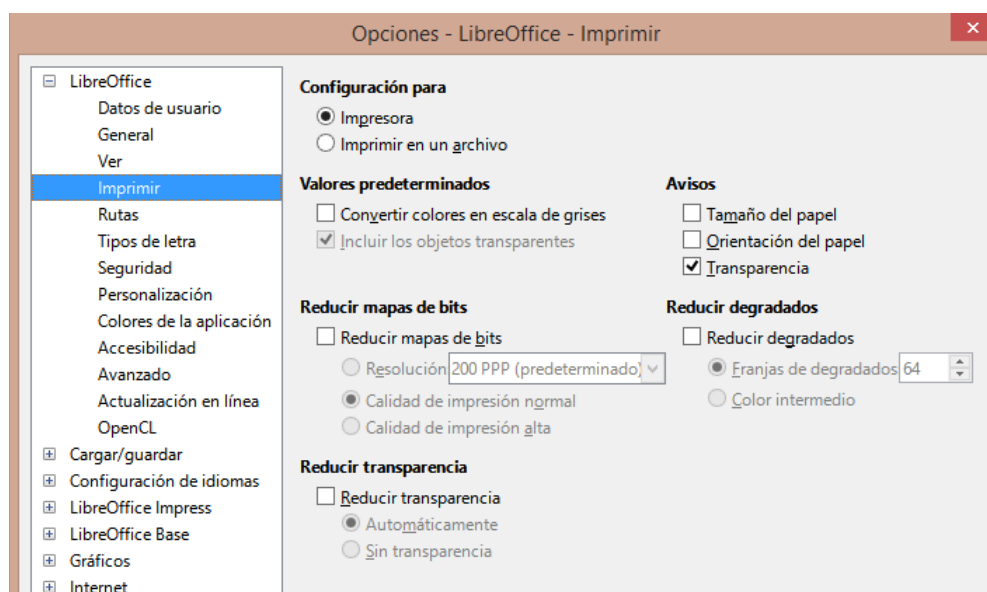 Opciones - LibreOffice - Imprimir
LibreOffice
Datos de usuario
General
Ver
Imprimir
Rutas
Tipos de letra
Seguridad
Personalización
Colores de la aplicación
Accesibilidad
Avanzado
Actualización en línea
OpenCL
Cargar/guardar
Configuración de idiomas
LibreOffice Impress
LibreOffice Base
Gráficos
Internet
Configuración para
Impresora
Imprimir en un archivo
Valores predeterminados
Convertir colores en escala de grises
Incluir los objetos transparentes
Avisos
Tamaño del papel
Orientación del papel
Transparencia
Reducir mapas de bits
Reducir mapas de bits
Resolución 200 PPP (predeterminado)
Calidad de impresión normal
Calidad de impresión alta
Reducir degradados
Reducir degradados
Franjas de degradados 64
Color intermedio
Reducir transparencia
Reducir transparencia
Automáticamente
Sin transparencia